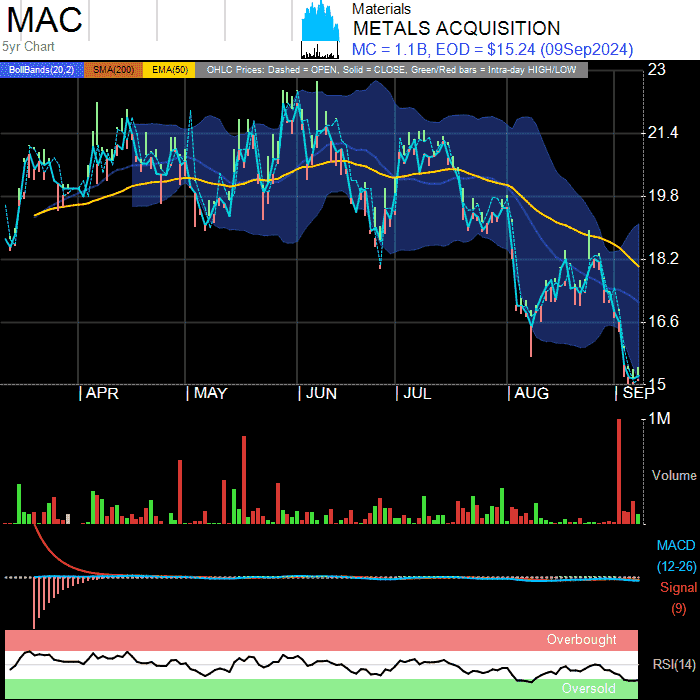 MAC
5yr Chart
Materials
METALS ACQUISITION
MC = 1.1B, EOD = $15.24 (09Sep2024)
BollBands(20,2) SMA(200) EMA(50) OHLC Prices: Dashed = OPEN, Solid = CLOSE, Green/Red bars = Intra-day HIGH/LOW
23
21.4
19.8
18.2
16.6
15
APR MAY JUN JUL AUG SEP
1M
Volume
MACD
(12-26)
Signal
(9)
Overbought
RSI(14)
Oversold